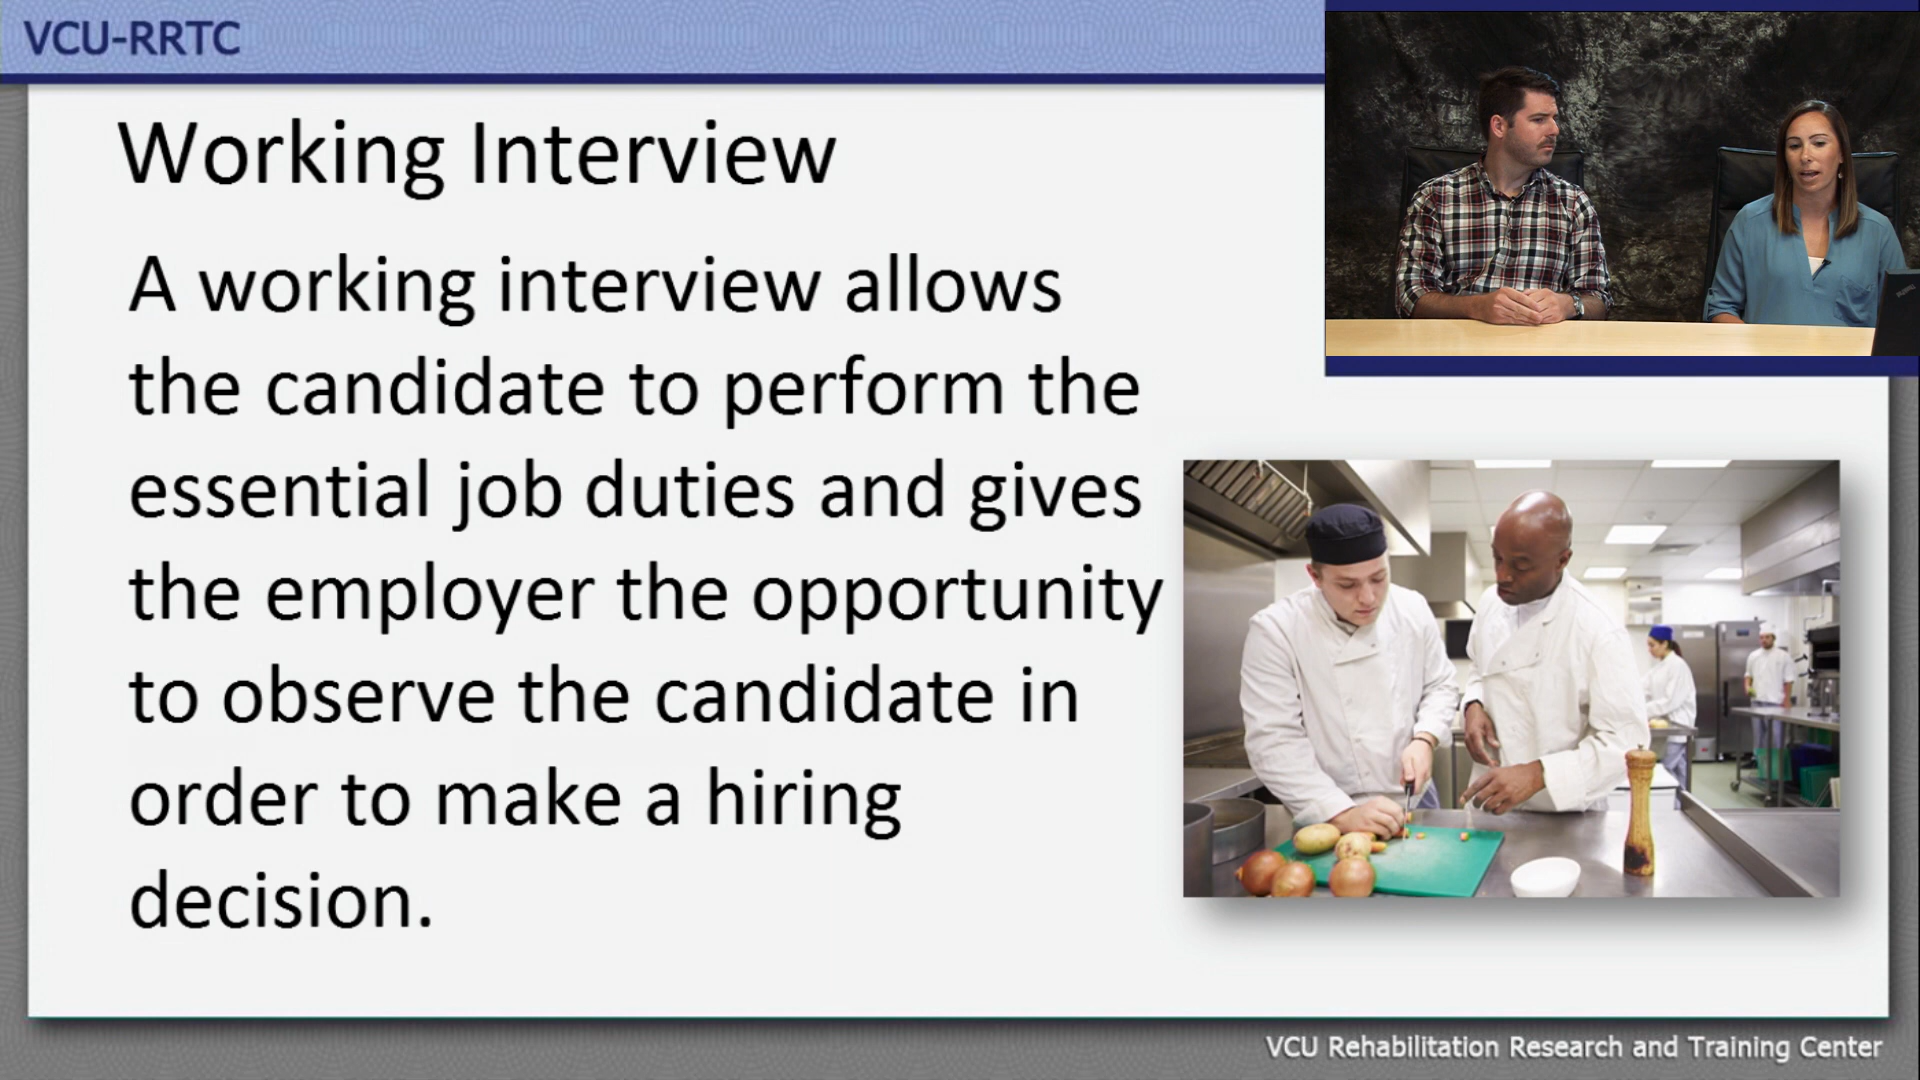 VCU-RRTC
Working Interview
A working interview allows
the candidate to perform the
essential job duties and gives
the employer the opportunity
to observe the candidate in
order to make a hiring
decision.
VCU Rehabilitation Research and Training Center